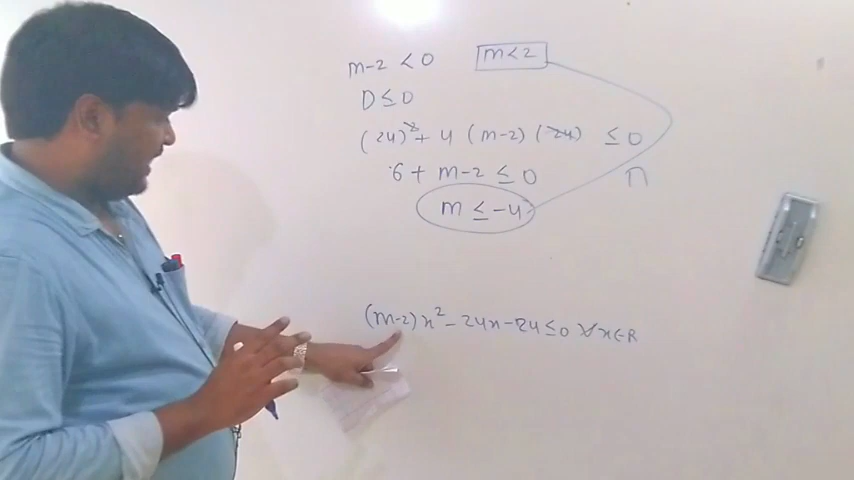 m-2 < 0 m < 2
D ≤ 0
(24)² + 4 (m-2) (24) ≤ 0
6 + m-2 ≤ 0 ∩
m ≤ -4
(m-2)x² - 24x - 24 ≤ 0 ∀ x ∈ R